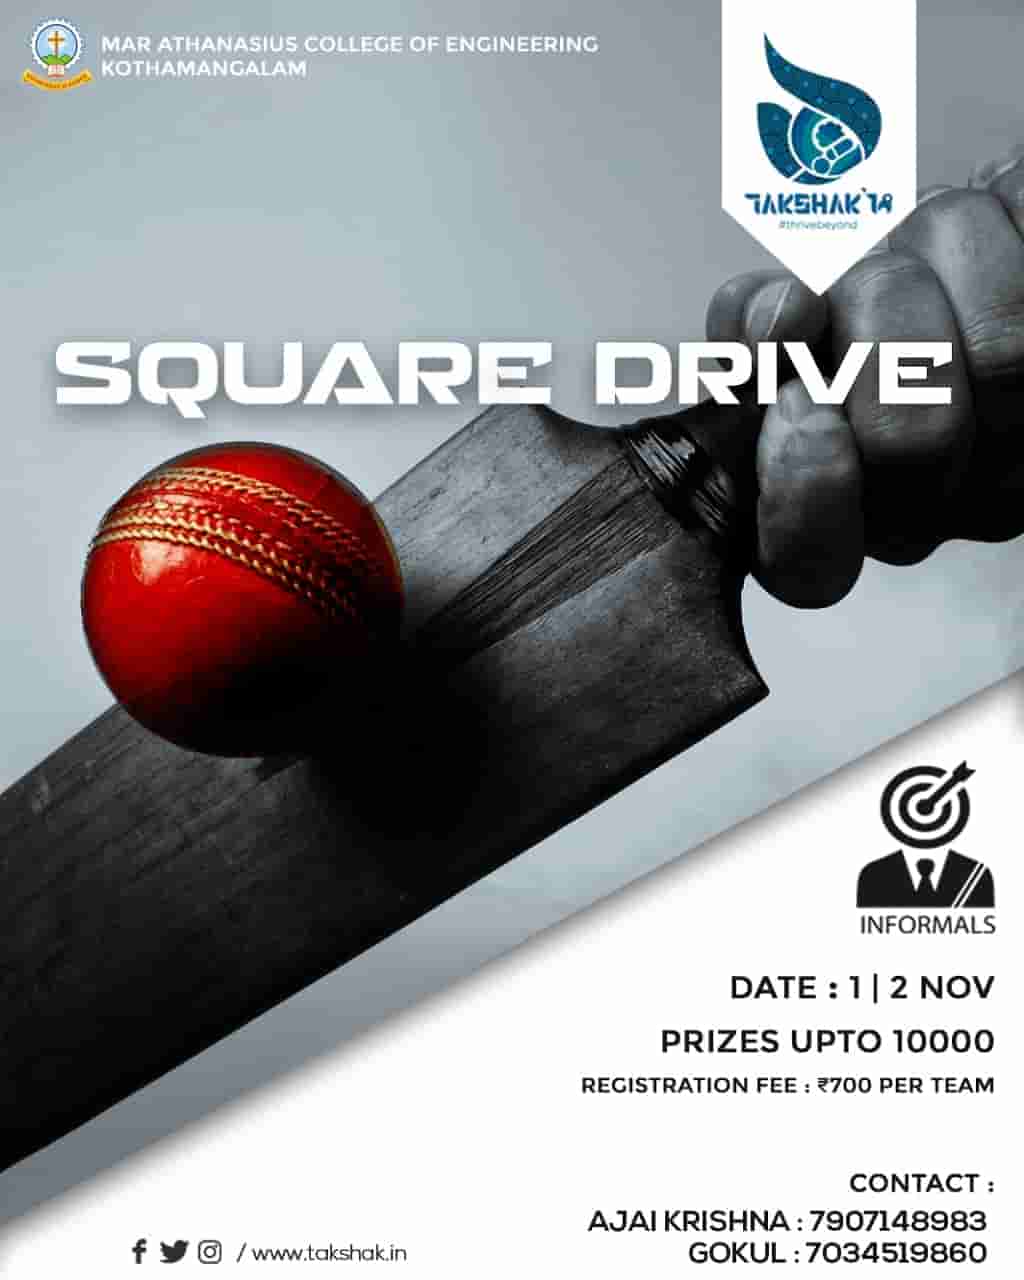 MAR ATHANASIUS COLLEGE OF ENGINEERING
KOTHAMANGALAM
TAKSHAK'19
#thrivebeyond
SQUARE DRIVE
INFORMALS
DATE : 1 | 2 NOV
PRIZES UPTO 10000
REGISTRATION FEE : ₹700 PER TEAM
CONTACT :
AJAI KRISHNA : 7907148983
GOKUL : 7034519860
/ www.takshak.in